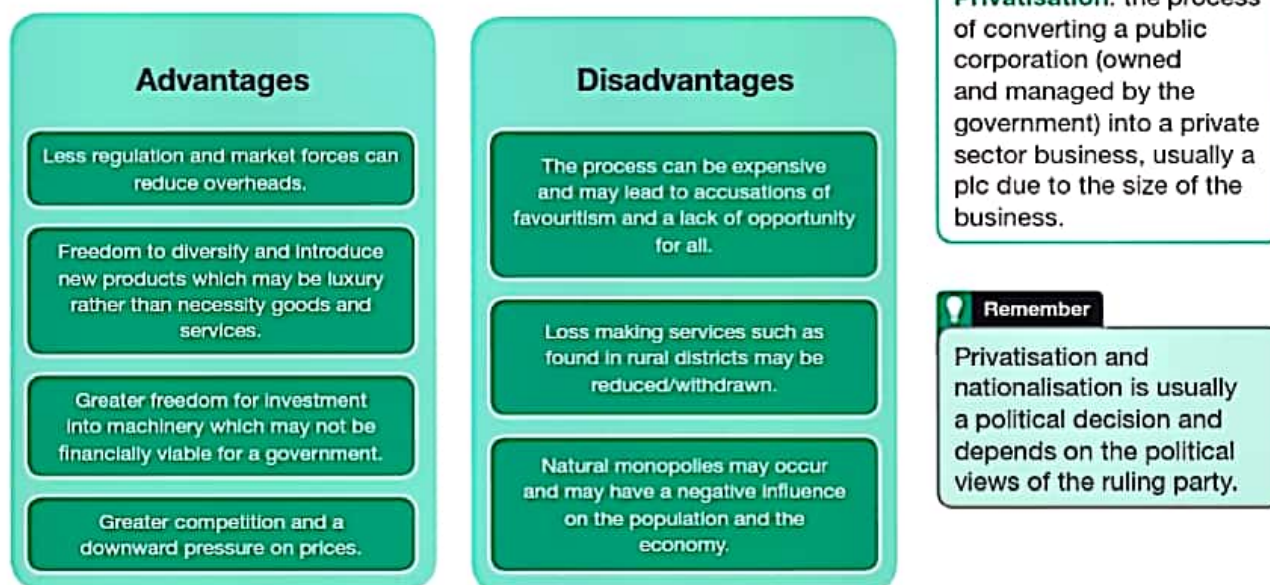 Advantages
Less regulation and market forces can
reduce overheads.
Freedom to diversify and introduce
new products which may be luxury
rather than necessity goods and
services.
Greater freedom for investment
into machinery which may not be
financially viable for a government.
Greater competition and a
downward pressure on prices.
Disadvantages
The process can be expensive
and may lead to accusations of
favouritism and a lack of opportunity
for all.
Loss making services such as
found in rural districts may be
reduced/withdrawn.
Natural monopolies may occur
and may have a negative influence
on the population and the
economy.
Privatisation: the process
of converting a public
corporation (owned
and managed by the
government) into a private
sector business, usually a
plc due to the size of the
business.
Remember
Privatisation and
nationalisation is usually
a political decision and
depends on the political
views of the ruling party.